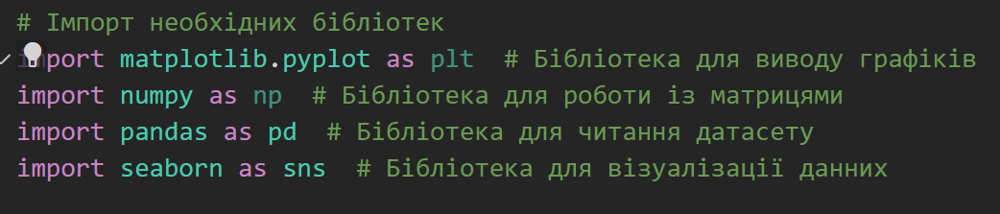 # Імпорт необхідних бібліотек
import matplotlib.pyplot as plt  # Бібліотека для виводу графіків
import numpy as np  # Бібліотека для роботи із матрицями
import pandas as pd  # Бібліотека для читання датасету
import seaborn as sns  # Бібліотека для візуалізації данних